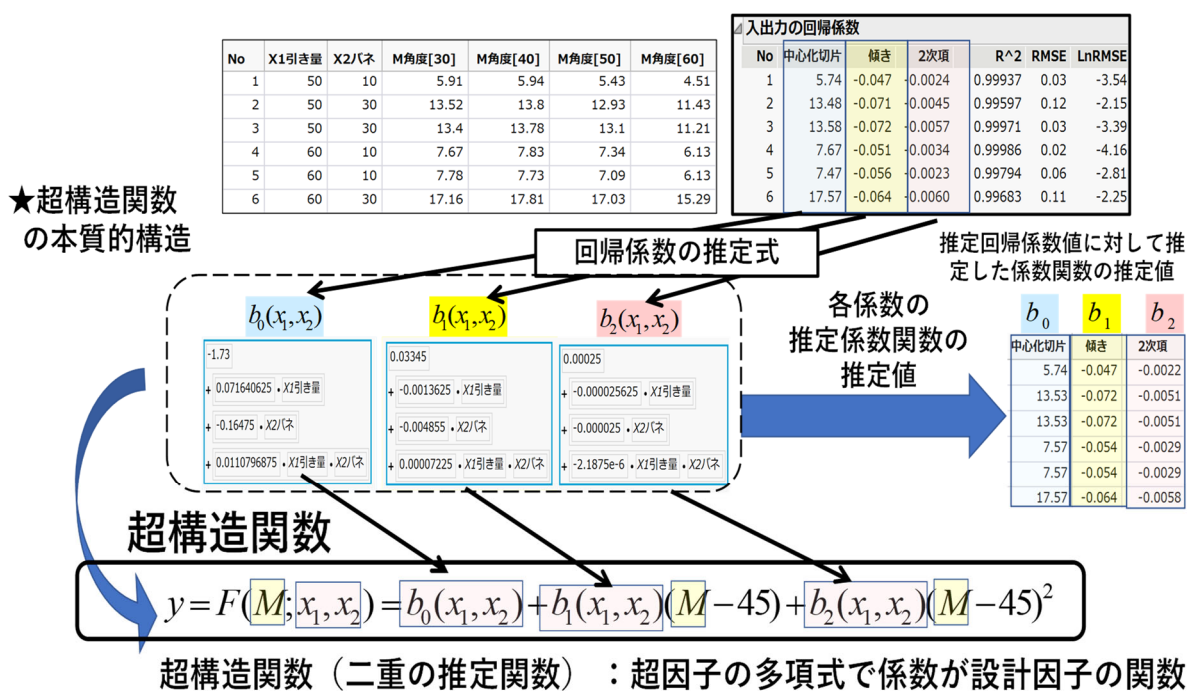 No X1引き量 X2バネ M角度[30] M角度[40] M角度[50] M角度[60]
1 50 10 5.91 5.94 5.43 4.51
2 50 30 13.52 13.8 12.93 11.43
3 50 30 13.4 13.78 13.1 11.21
4 60 10 7.67 7.83 7.34 6.13
5 60 10 7.78 7.73 7.09 6.13
6 60 30 17.16 17.81 17.03 15.29
入出力の回帰係数
No 中心化切片 傾き 2次項 R^2 RMSE LnRMSE
1 5.74 -0.047 -0.0024 0.99937 0.03 -3.54
2 13.48 -0.071 -0.0045 0.99597 0.12 -2.15
3 13.58 -0.072 -0.0057 0.99971 0.03 -3.39
4 7.67 -0.051 -0.0034 0.99986 0.02 -4.16
5 7.47 -0.056 -0.0023 0.99794 0.06 -2.81
6 17.57 -0.064 -0.0060 0.99683 0.11 -2.25
★超構造関数
の本質的構造
回帰係数の推定式
推定回帰係数値に対して推
定した係数関数の推定値
b₀(x₁,x₂)
-1.73
+ 0.071640625 • X1引き量
+ -0.16475 • X2バネ
+ 0.0110796875 • X1引き量 • X2バネ
b₁(x₁,x₂)
0.03345
+ -0.0013625 • X1引き量
+ -0.004855 • X2バネ
+ 0.00007225 • X1引き量 • X2バネ
b₂(x₁,x₂)
0.00025
+ -0.000025625 • X1引き量
+ -0.000025 • X2バネ
+ -2.1875e-6 • X1引き量 • X2バネ
各係数の
推定係数関数の
推定値
b₀ b₁ b₂
中心化切片 傾き 2次項
5.74 -0.047 -0.0022
13.53 -0.072 -0.0051
13.53 -0.072 -0.0051
7.57 -0.054 -0.0029
7.57 -0.054 -0.0029
17.57 -0.064 -0.0058
超構造関数
y=F(M;x₁,x₂)=b₀(x₁,x₂)+b₁(x₁,x₂)(M−45)+b₂(x₁,x₂)(M−45)²
超構造関数（二重の推定関数）：超因子の多項式で係数が設計因子の関数